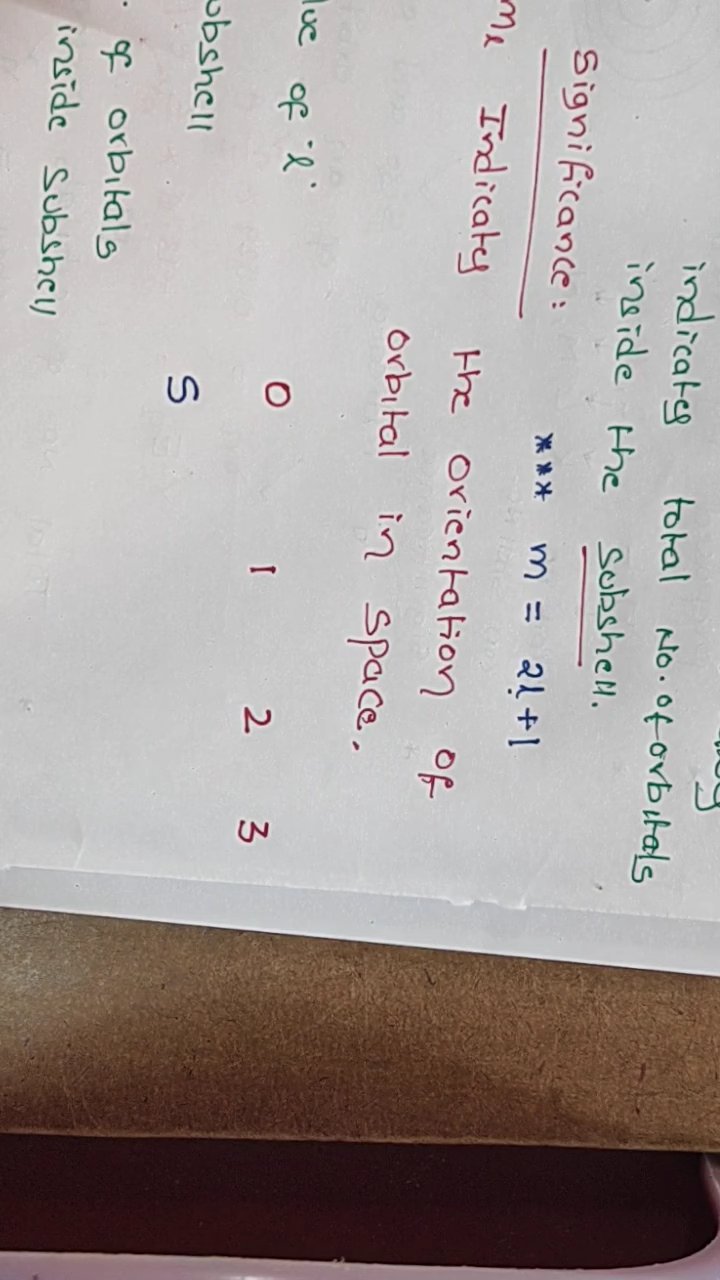 indicates total No. of orbitals
inside the subshell.
Significance: *** m = 2l+1
mℓ Indicates the orientation of
orbital in space.
of 'l' 0 1 2 3
S
of orbitals
inside subshell